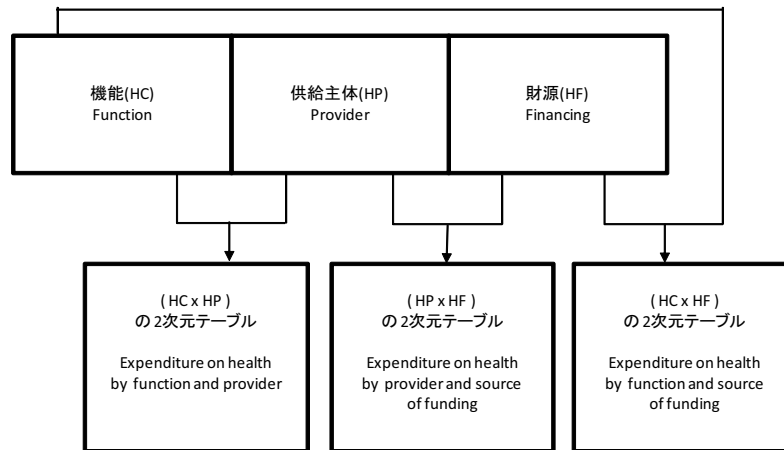 機能(HC)
Function
供給主体(HP)
Provider
財源(HF)
Financing
( HC x HP )
の 2次元テーブル
Expenditure on health
by function and provider
( HP x HF )
の 2次元テーブル
Expenditure on health
by provider and source
of funding
( HC x HF )
の 2次元テーブル
Expenditure on health
by function and source
of funding